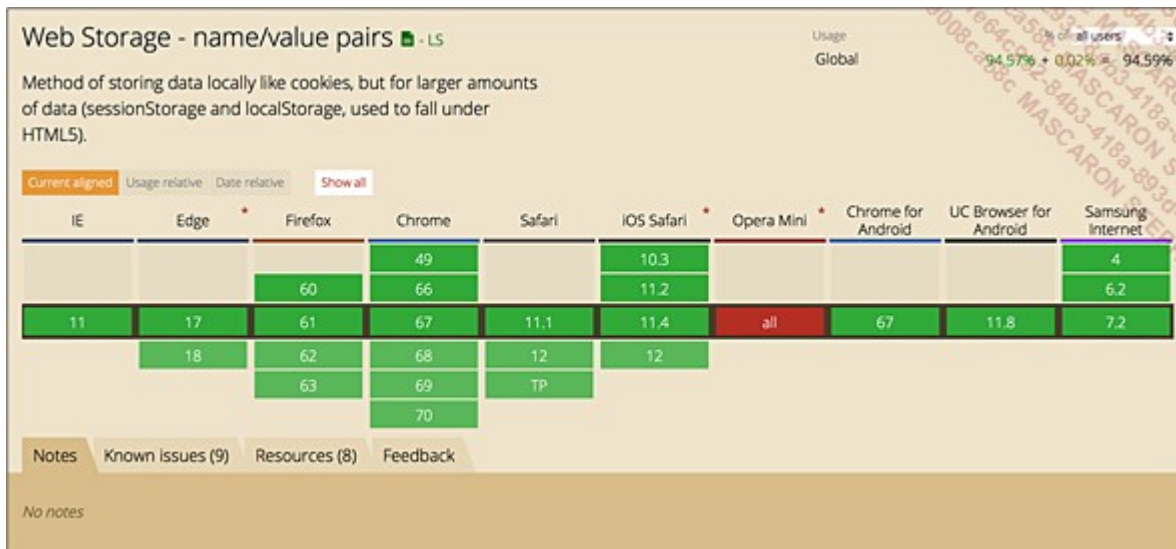 Web Storage - name/value pairs - LS
Usage % of all users
Global 94.57% + 0.02% = 94.59%
Method of storing data locally like cookies, but for larger amounts
of data (sessionStorage and localStorage, used to fall under
HTML5).
Current aligned Usage relative Date relative Show all
IE Edge * Firefox Chrome Safari iOS Safari * Opera Mini * Chrome for Android UC Browser for Android Samsung Internet
49 10.3 4
60 66 11.2 6.2
11 17 61 67 11.1 11.4 all 67 11.8 7.2
18 62 68 12 12
63 69 TP
70
Notes Known issues (9) Resources (8) Feedback
No notes